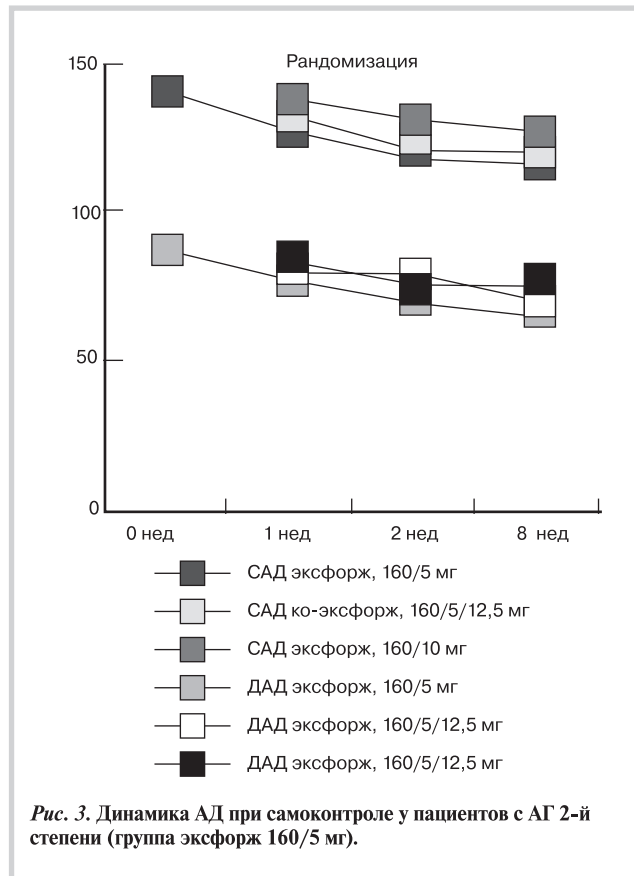 Рандомизация
150
100
50
0
0 нед 1 нед 2 нед 8 нед
САД эксфорж, 160/5 мг
САД ко-эксфорж, 160/5/12,5 мг
САД эксфорж, 160/10 мг
ДАД эксфорж, 160/5 мг
ДАД эксфорж, 160/5/12,5 мг
ДАД эксфорж, 160/5/12,5 мг
Рис. 3. Динамика АД при самоконтроле у пациентов с АГ 2-й
степени (группа эксфорж 160/5 мг).